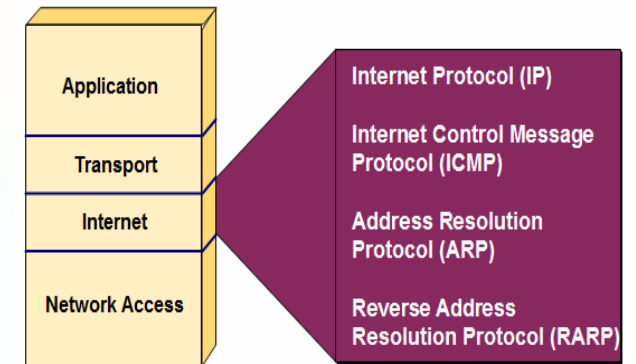 Application
Transport
Internet
Network Access
Internet Protocol (IP)
Internet Control Message
Protocol (ICMP)
Address Resolution
Protocol (ARP)
Reverse Address
Resolution Protocol (RARP)